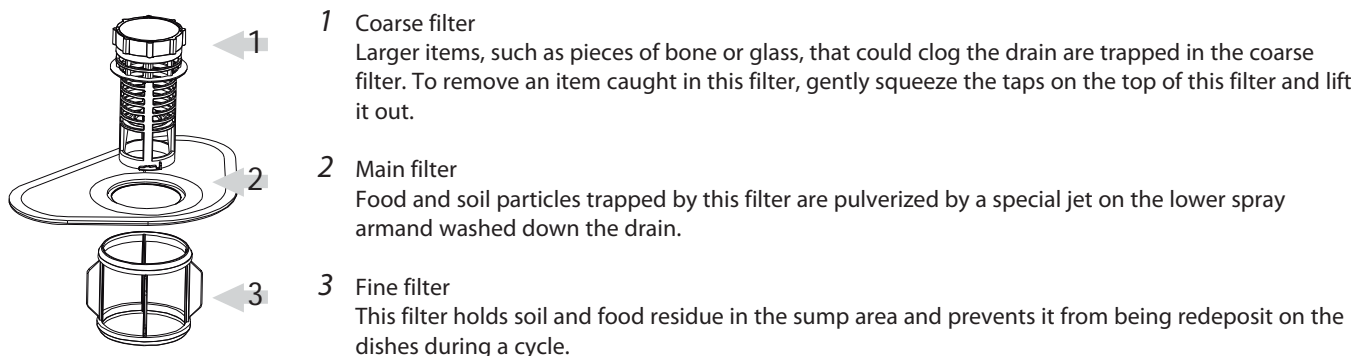 1
1 Coarse filter
Larger items, such as pieces of bone or glass, that could clog the drain are trapped in the coarse
filter. To remove an item caught in this filter, gently squeeze the taps on the top of this filter and lift
it out.
2
2 Main filter
Food and soil particles trapped by this filter are pulverized by a special jet on the lower spray
armand washed down the drain.
3
3 Fine filter
This filter holds soil and food residue in the sump area and prevents it from being redeposit on the
dishes during a cycle.